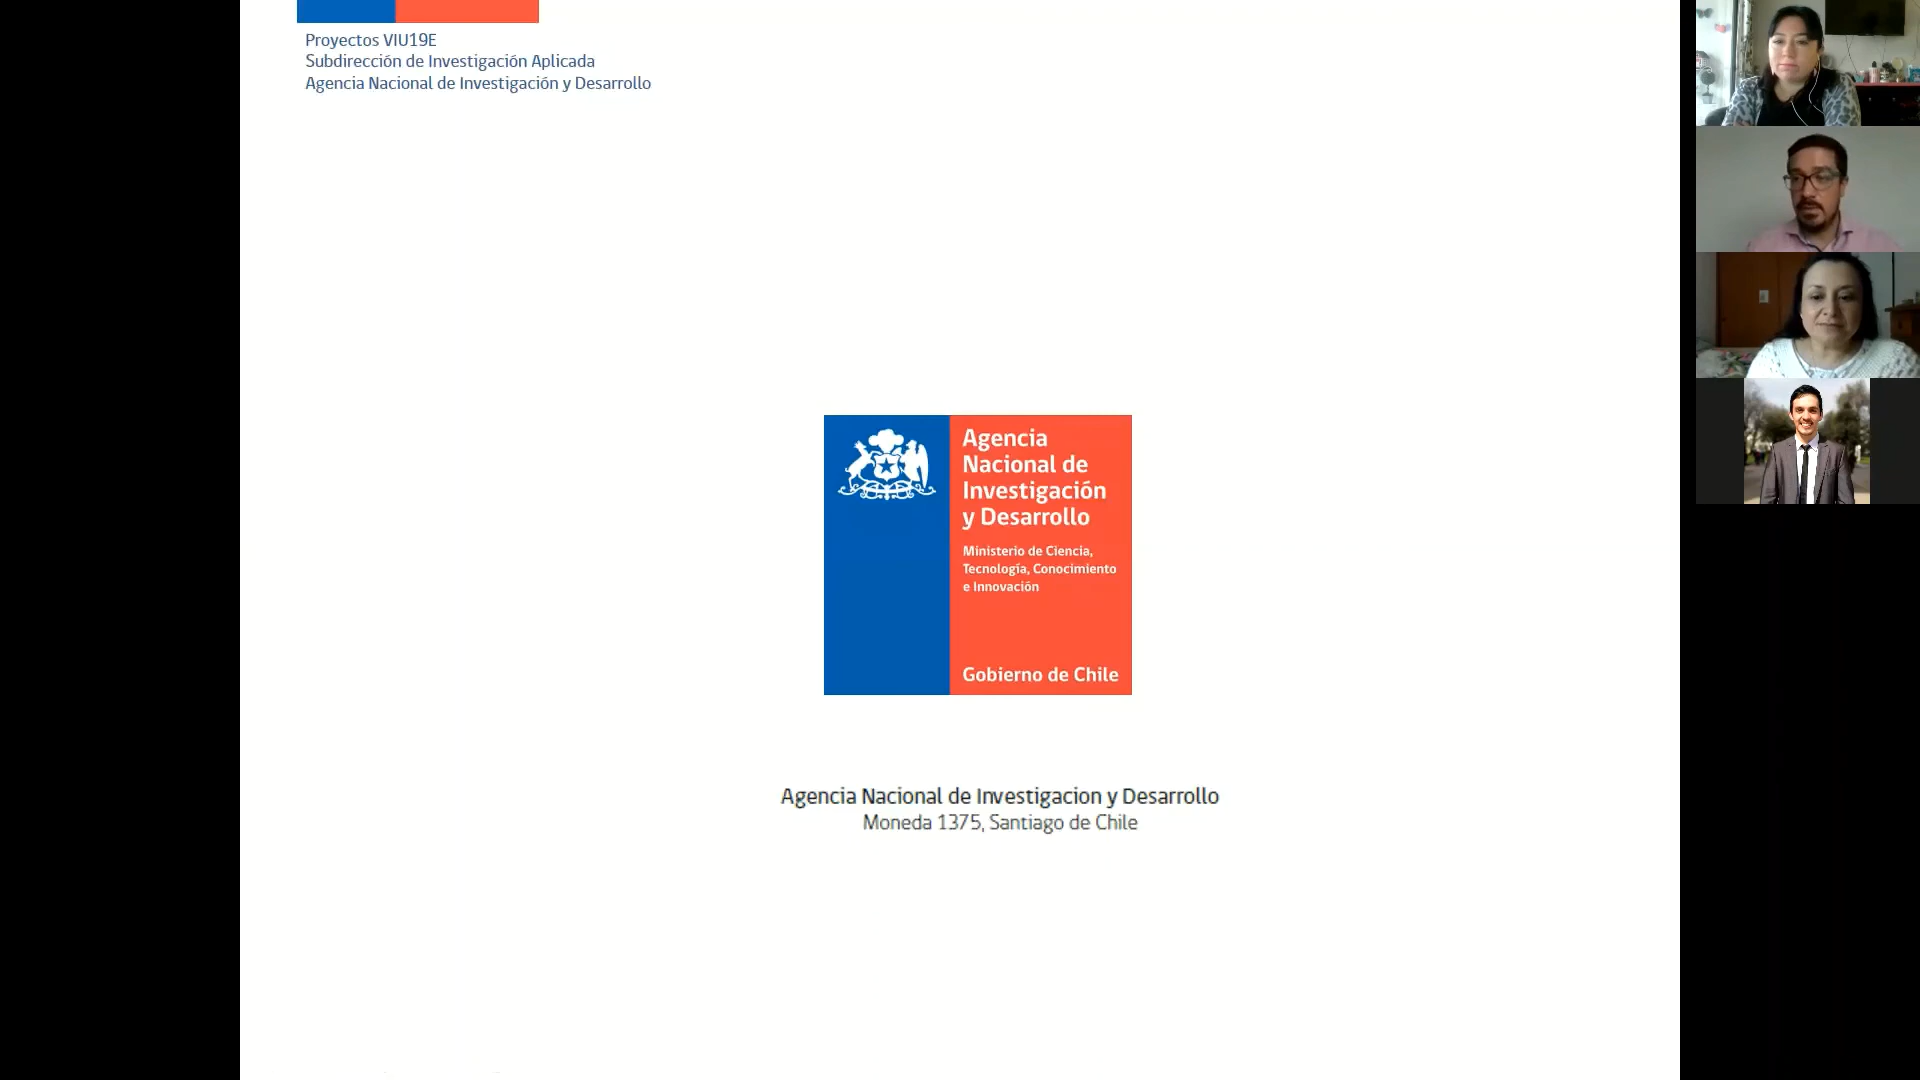 Proyectos VIU19E
Subdirección de Investigación Aplicada
Agencia Nacional de Investigación y Desarrollo
Agencia
Nacional de
Investigación
y Desarrollo
Ministerio de Ciencia,
Tecnología, Conocimiento
e Innovación
Gobierno de Chile
Agencia Nacional de Investigacion y Desarrollo
Moneda 1375, Santiago de Chile